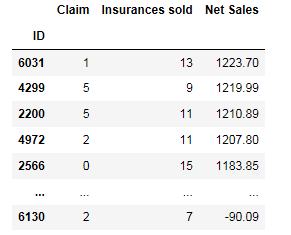 Claim Insurances sold Net Sales
ID
6031 1 13 1223.70
4299 5 9 1219.99
2200 5 11 1210.89
4972 2 11 1207.80
2566 0 15 1183.85
... ... ... ...
6130 2 7 -90.09